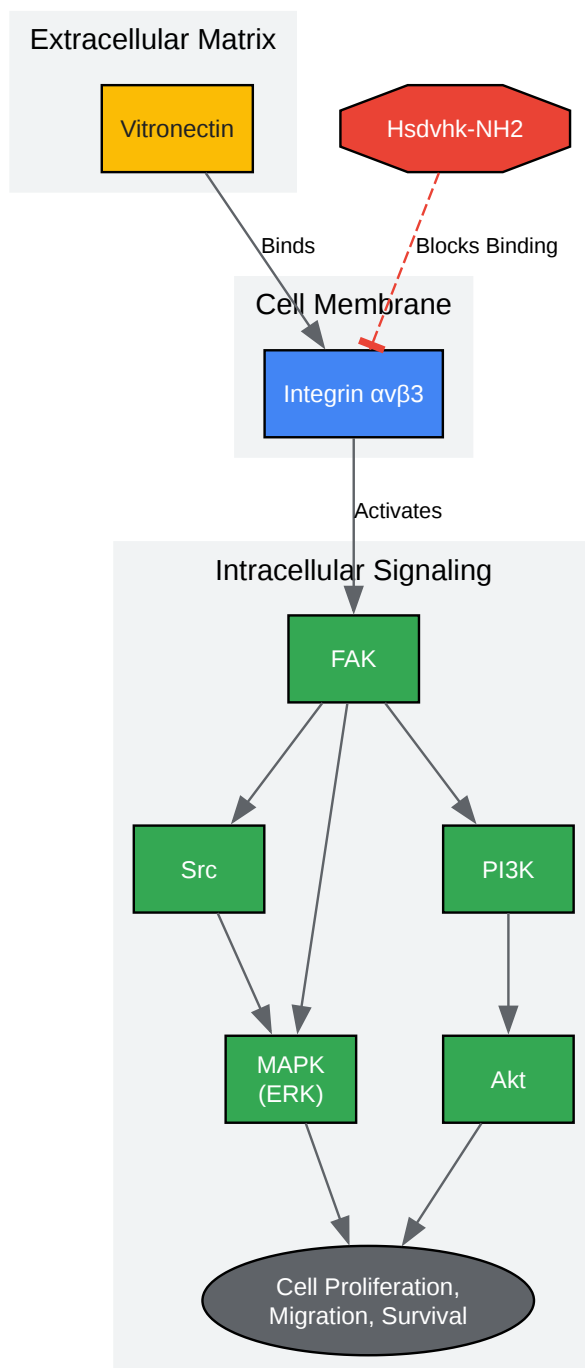 Extracellular Matrix
Vitronectin
Hsdvhk-NH2
Binds
Blocks Binding
Cell Membrane
Integrin αvβ3
Activates
Intracellular Signaling
FAK
Src
PI3K
MAPK
(ERK)
Akt
Cell Proliferation,
Migration, Survival